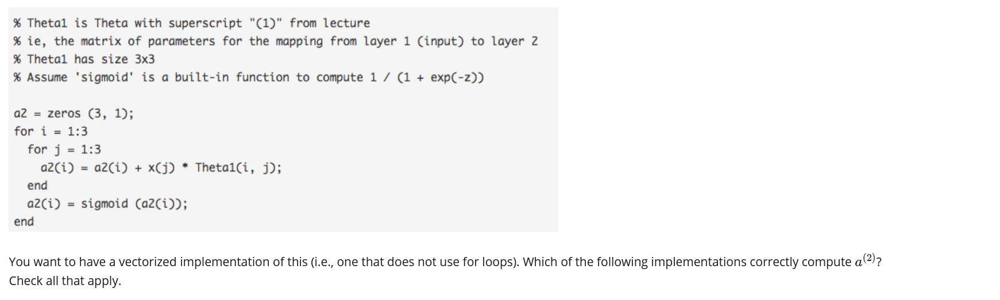 % Theta1 is Theta with superscript "(1)" from lecture
% ie, the matrix of parameters for the mapping from layer 1 (input) to layer 2
% Theta1 has size 3x3
% Assume 'sigmoid' is a built-in function to compute 1 / (1 + exp(-z))
a2 = zeros (3, 1);
for i = 1:3
for j = 1:3
a2(i) = a2(i) + x(j) * Theta1(i, j);
end
a2(i) = sigmoid (a2(i));
end
You want to have a vectorized implementation of this (i.e., one that does not use for loops). Which of the following implementations correctly compute a⁽²⁾?
Check all that apply.